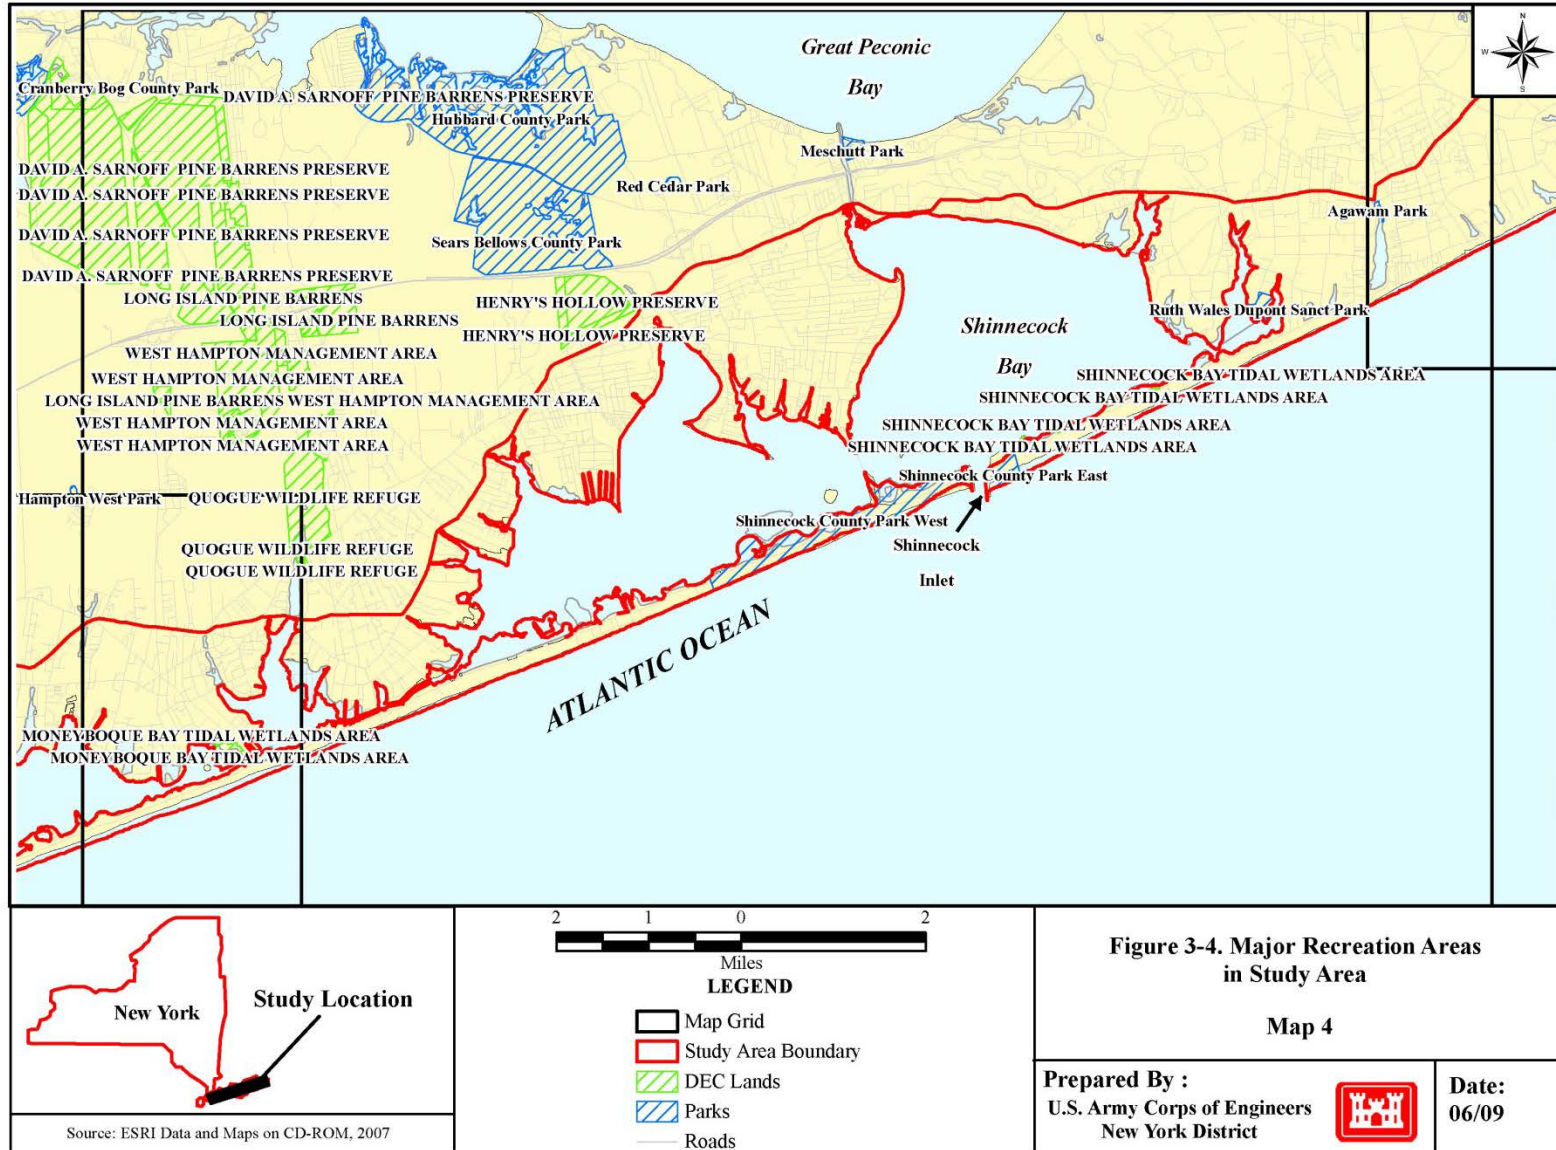 Great Peconic
Bay
N
W
E
S
Cranberry Bog County Park
DAVID A. SARNOFF PINE BARRENS PRESERVE
Hubbard County Park
Meschutt Park
DAVID A. SARNOFF PINE BARRENS PRESERVE
Red Cedar Park
DAVID A. SARNOFF PINE BARRENS PRESERVE
Agawam Park
DAVID A. SARNOFF PINE BARRENS PRESERVE
Sears Bellows County Park
DAVID A. SARNOFF PINE BARRENS PRESERVE
LONG ISLAND PINE BARRENS
HENRY'S HOLLOW PRESERVE
Ruth Wales Dupont Sanct Park
LONG ISLAND PINE BARRENS
Shinnecock
Bay
HENRY'S HOLLOW PRESERVE
WEST HAMPTON MANAGEMENT AREA
SHINNECOCK BAY TIDAL WETLANDS AREA
WEST HAMPTON MANAGEMENT AREA
SHINNECOCK BAY TIDAL WETLANDS AREA
LONG ISLAND PINE BARRENS WEST HAMPTON MANAGEMENT AREA
WEST HAMPTON MANAGEMENT AREA
SHINNECOCK BAY TIDAL WETLANDS AREA
WEST HAMPTON MANAGEMENT AREA
SHINNECOCK BAY TIDAL WETLANDS AREA
Shinnecock County Park East
Hampton West Park
QUOGUE WILDLIFE REFUGE
Shinnecock County Park West
Shinnecock
Inlet
QUOGUE WILDLIFE REFUGE
QUOGUE WILDLIFE REFUGE
ATLANTIC OCEAN
MONEYBOQUE BAY TIDAL WETLANDS AREA
MONEYBOQUE BAY TIDAL WETLANDS AREA
New York
Study Location
Source: ESRI Data and Maps on CD-ROM, 2007
2 1 0 2
Miles
LEGEND
Map Grid
Study Area Boundary
DEC Lands
Parks
Roads
Figure 3-4. Major Recreation Areas
in Study Area
Map 4
Prepared By :
U.S. Army Corps of Engineers
New York District
Date:
06/09